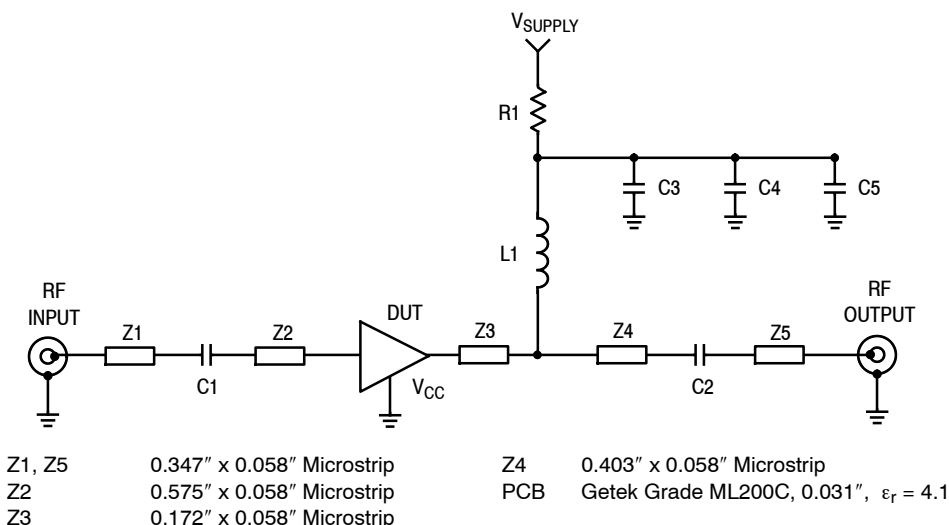 VSUPPLY
R1
C3
C4
C5
L1
RF
INPUT
DUT
RF
OUTPUT
Z1
Z2
Z3
Z4
Z5
C1
VCC
C2
Z1, Z5 0.347″ x 0.058″ Microstrip
Z2 0.575″ x 0.058″ Microstrip
Z3 0.172″ x 0.058″ Microstrip
Z4 0.403″ x 0.058″ Microstrip
PCB Getek Grade ML200C, 0.031″, εr = 4.1